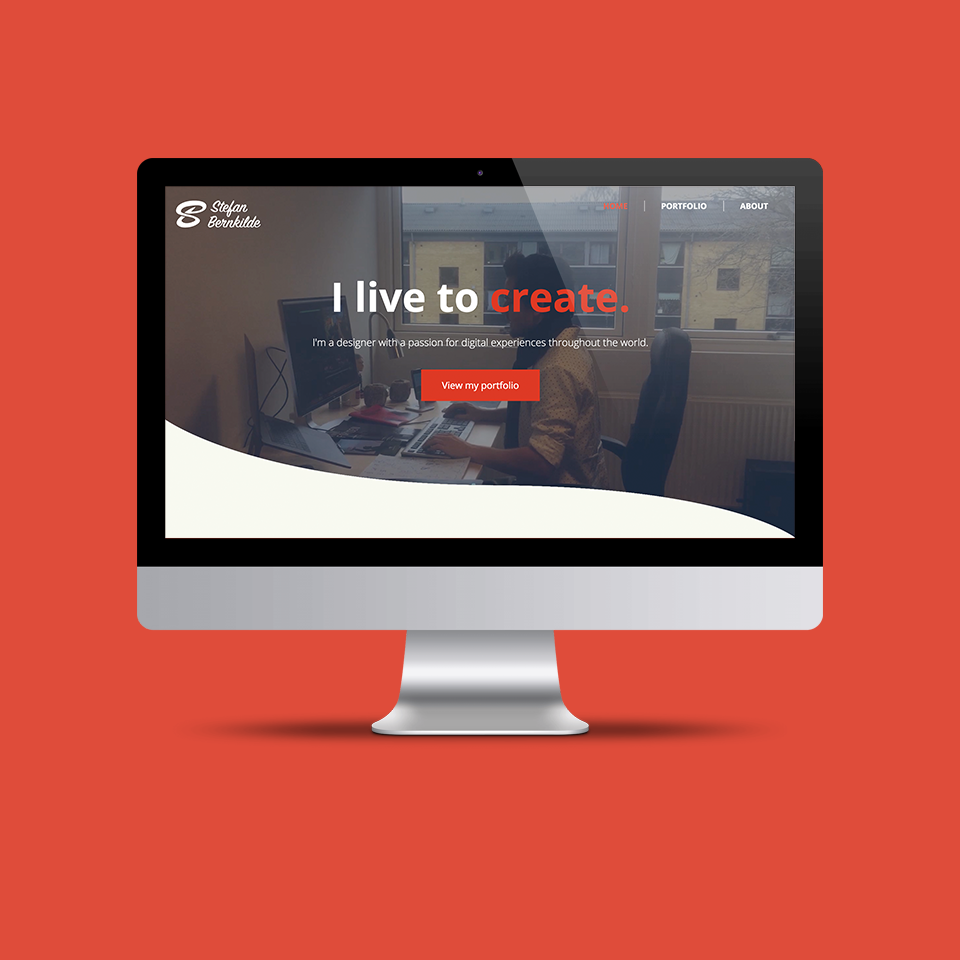 Stefan
Bernkilde
HOME | PORTFOLIO | ABOUT
I live to create.
I'm a designer with a passion for digital experiences throughout the world.
View my portfolio